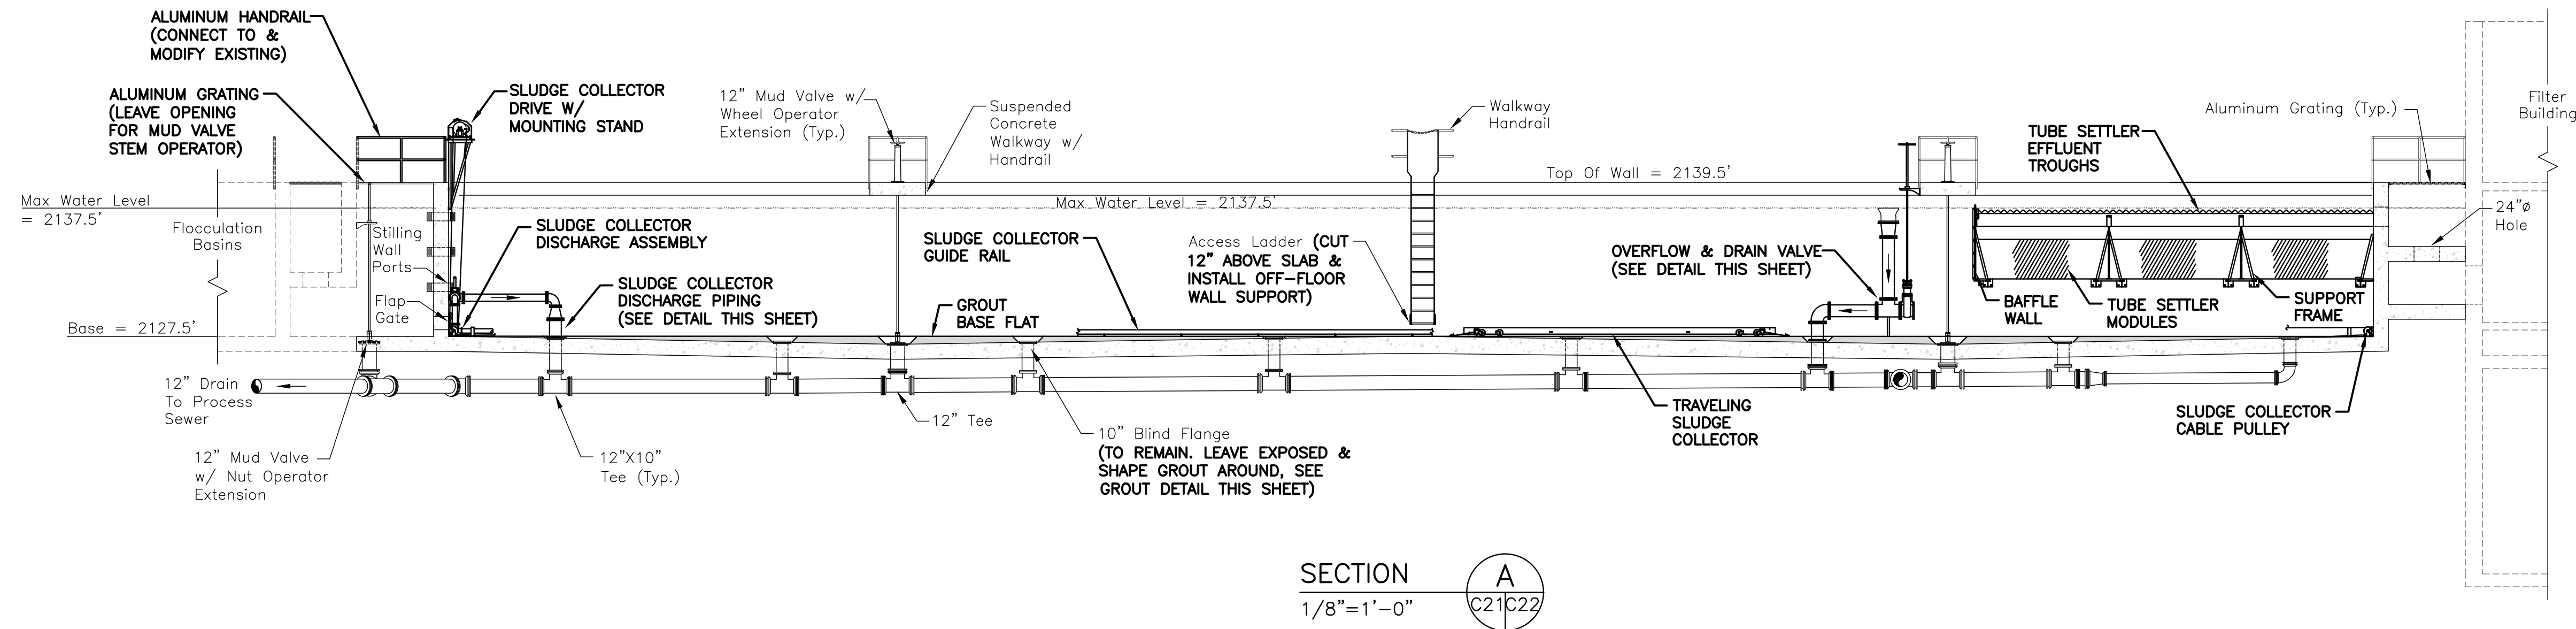 ALUMINUM HANDRAIL
(CONNECT TO &
MODIFY EXISTING)
ALUMINUM GRATING
(LEAVE OPENING
FOR MUD VALVE
STEM OPERATOR)
SLUDGE COLLECTOR
DRIVE W/
MOUNTING STAND
12" Mud Valve w/
Wheel Operator
Extension (Typ.)
Suspended
Concrete
Walkway w/
Handrail
Walkway
Handrail
Aluminum Grating (Typ.)
Filter
Building
TUBE SETTLER
EFFLUENT
TROUGHS
Top Of Wall = 2139.5'
Max Water Level
= 2137.5'
Max Water Level = 2137.5'
24"ø
Hole
Flocculation
Basins
Stilling
Wall
Ports
Flap
Gate
SLUDGE COLLECTOR
DISCHARGE ASSEMBLY
SLUDGE COLLECTOR
DISCHARGE PIPING
(SEE DETAIL THIS SHEET)
SLUDGE COLLECTOR
GUIDE RAIL
GROUT
BASE FLAT
Access Ladder (CUT
12" ABOVE SLAB &
INSTALL OFF-FLOOR
WALL SUPPORT)
OVERFLOW & DRAIN VALVE
(SEE DETAIL THIS SHEET)
BAFFLE
WALL
TUBE SETTLER
MODULES
SUPPORT
FRAME
Base = 2127.5'
12" Drain
To Process
Sewer
12" Mud Valve
w/ Nut Operator
Extension
12"X10"
Tee (Typ.)
12" Tee
10" Blind Flange
(TO REMAIN. LEAVE EXPOSED &
SHAPE GROUT AROUND, SEE
GROUT DETAIL THIS SHEET)
TRAVELING
SLUDGE
COLLECTOR
SLUDGE COLLECTOR
CABLE PULLEY
SECTION
1/8"=1'-0"
A
C21 C22